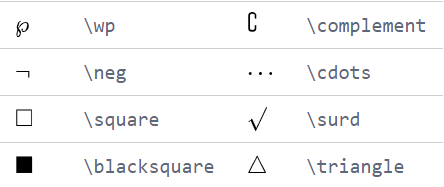 ℘ \wp ∁ \complement
¬ \neg ⋯ \cdots
□ \square √ \surd
■ \blacksquare △ \triangle